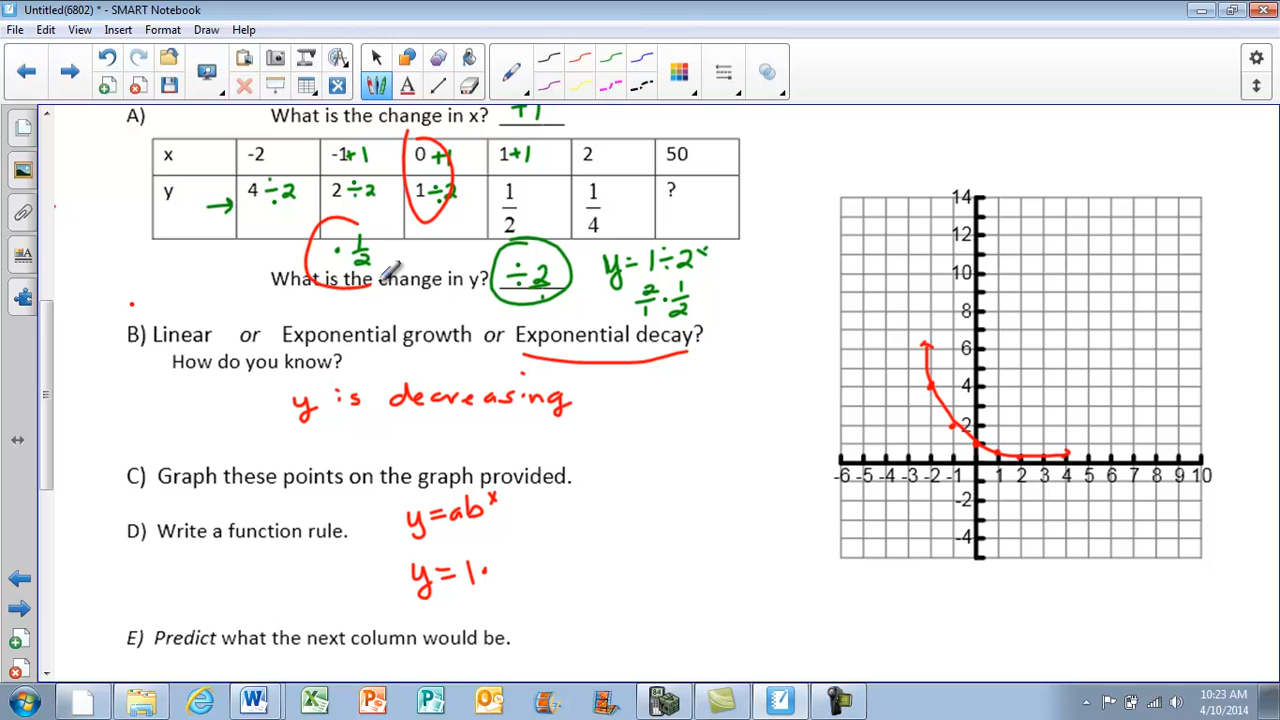 Untitled(6802) * - SMART Notebook
File Edit View Insert Format Draw Help
A) What is the change in x? +1
x -2 -1+1 0+1 1+1 2 50
y → 4÷2 2÷2 1÷2 1/2 1/4 ?
· 1/2
What is the change in y? ÷2
y=1÷2ˣ
2/1 · 1/2
B) Linear or Exponential growth or Exponential decay?
How do you know?
y is decreasing
C) Graph these points on the graph provided.
y=abˣ
D) Write a function rule.
y=1·
E) Predict what the next column would be.
14
12
10
8
6
4
2
-6 -5 -4 -3 -2 -1 0 1 2 3 4 5 6 7 8 9 10
-2
-4
10:23 AM
4/10/2014